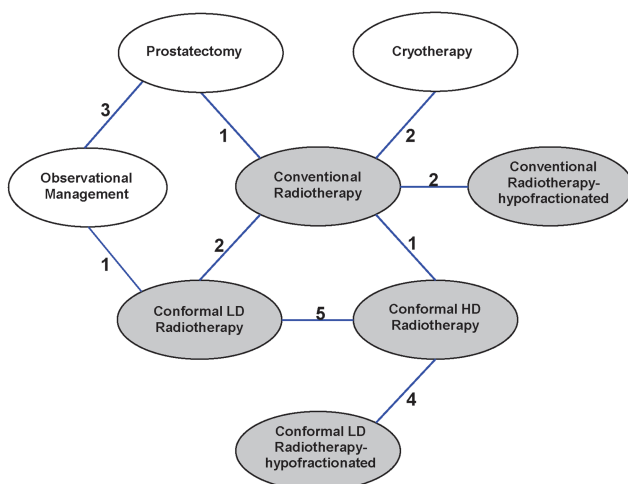 Prostatectomy
Cryotherapy
3
1
2
Observational
Management
Conventional
Radiotherapy
2
Conventional
Radiotherapy-
hypofractionated
1
2
1
Conformal LD
Radiotherapy
5
Conformal HD
Radiotherapy
4
Conformal LD
Radiotherapy-
hypofractionated